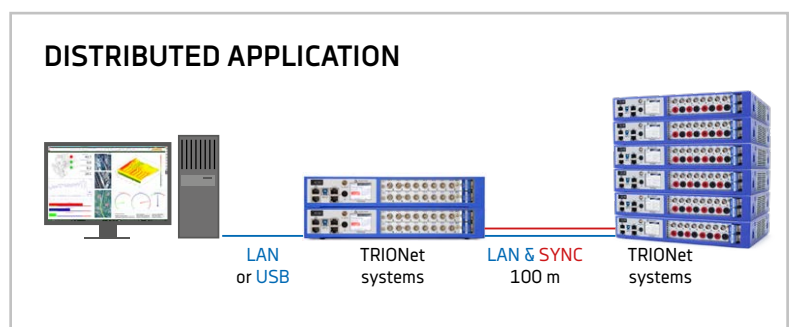 DISTRIBUTED APPLICATION
LAN
or USB
TRIONet
systems
LAN & SYNC
100 m
TRIONet
systems